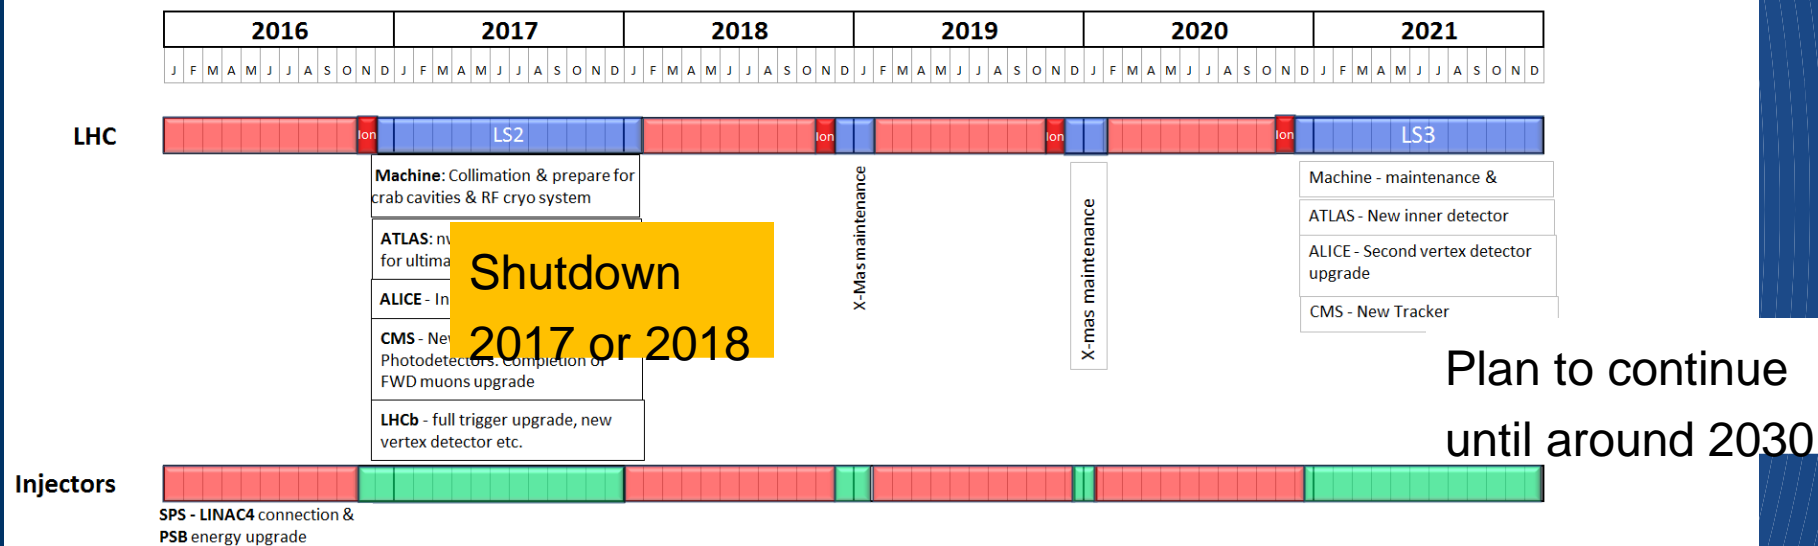 2016 2017 2018 2019 2020 2021
J F M A M J J A S O N D J F M A M J J A S O N D J F M A M J J A S O N D J F M A M J J A S O N D J F M A M J J A S O N D J F M A M J J A S O N D
LHC Ion LS2 Ion Ion Ion LS3
Machine: Collimation & prepare for
crab cavities & RF cryo system
ATLAS:
for
ALICE -
CMS -
Photodetectors. Completion of
FWD muons upgrade
LHCb - full trigger upgrade, new
vertex detector etc.
Shutdown
2017 or 2018
X-Mas maintenance
X-mas maintenance
Machine - maintenance &
ATLAS - New inner detector
ALICE - Second vertex detector
upgrade
CMS - New Tracker
Plan to continue
until around 2030
Injectors
SPS - LINAC4 connection &
PSB energy upgrade